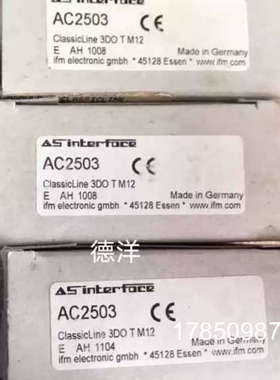 AC2503
ClassicLine 3DO T M12
E AH 1008 Made in Germany
ifm electronic gmbh * 45128 Essen * www.ifm.com
AS interface
AC2503 CE
ClassicLine 3DO T M12
E AH 1008 Made in Germany
ifm electronic gmbh * 45128 Essen * www.ifm.com
德洋
AS interface
AC2503 CE
17850987
ClassicLine 3DO T M12
E AH 1104 Made in Germany
ifm electronic gmbh * 45128 Essen * www.ifm.com